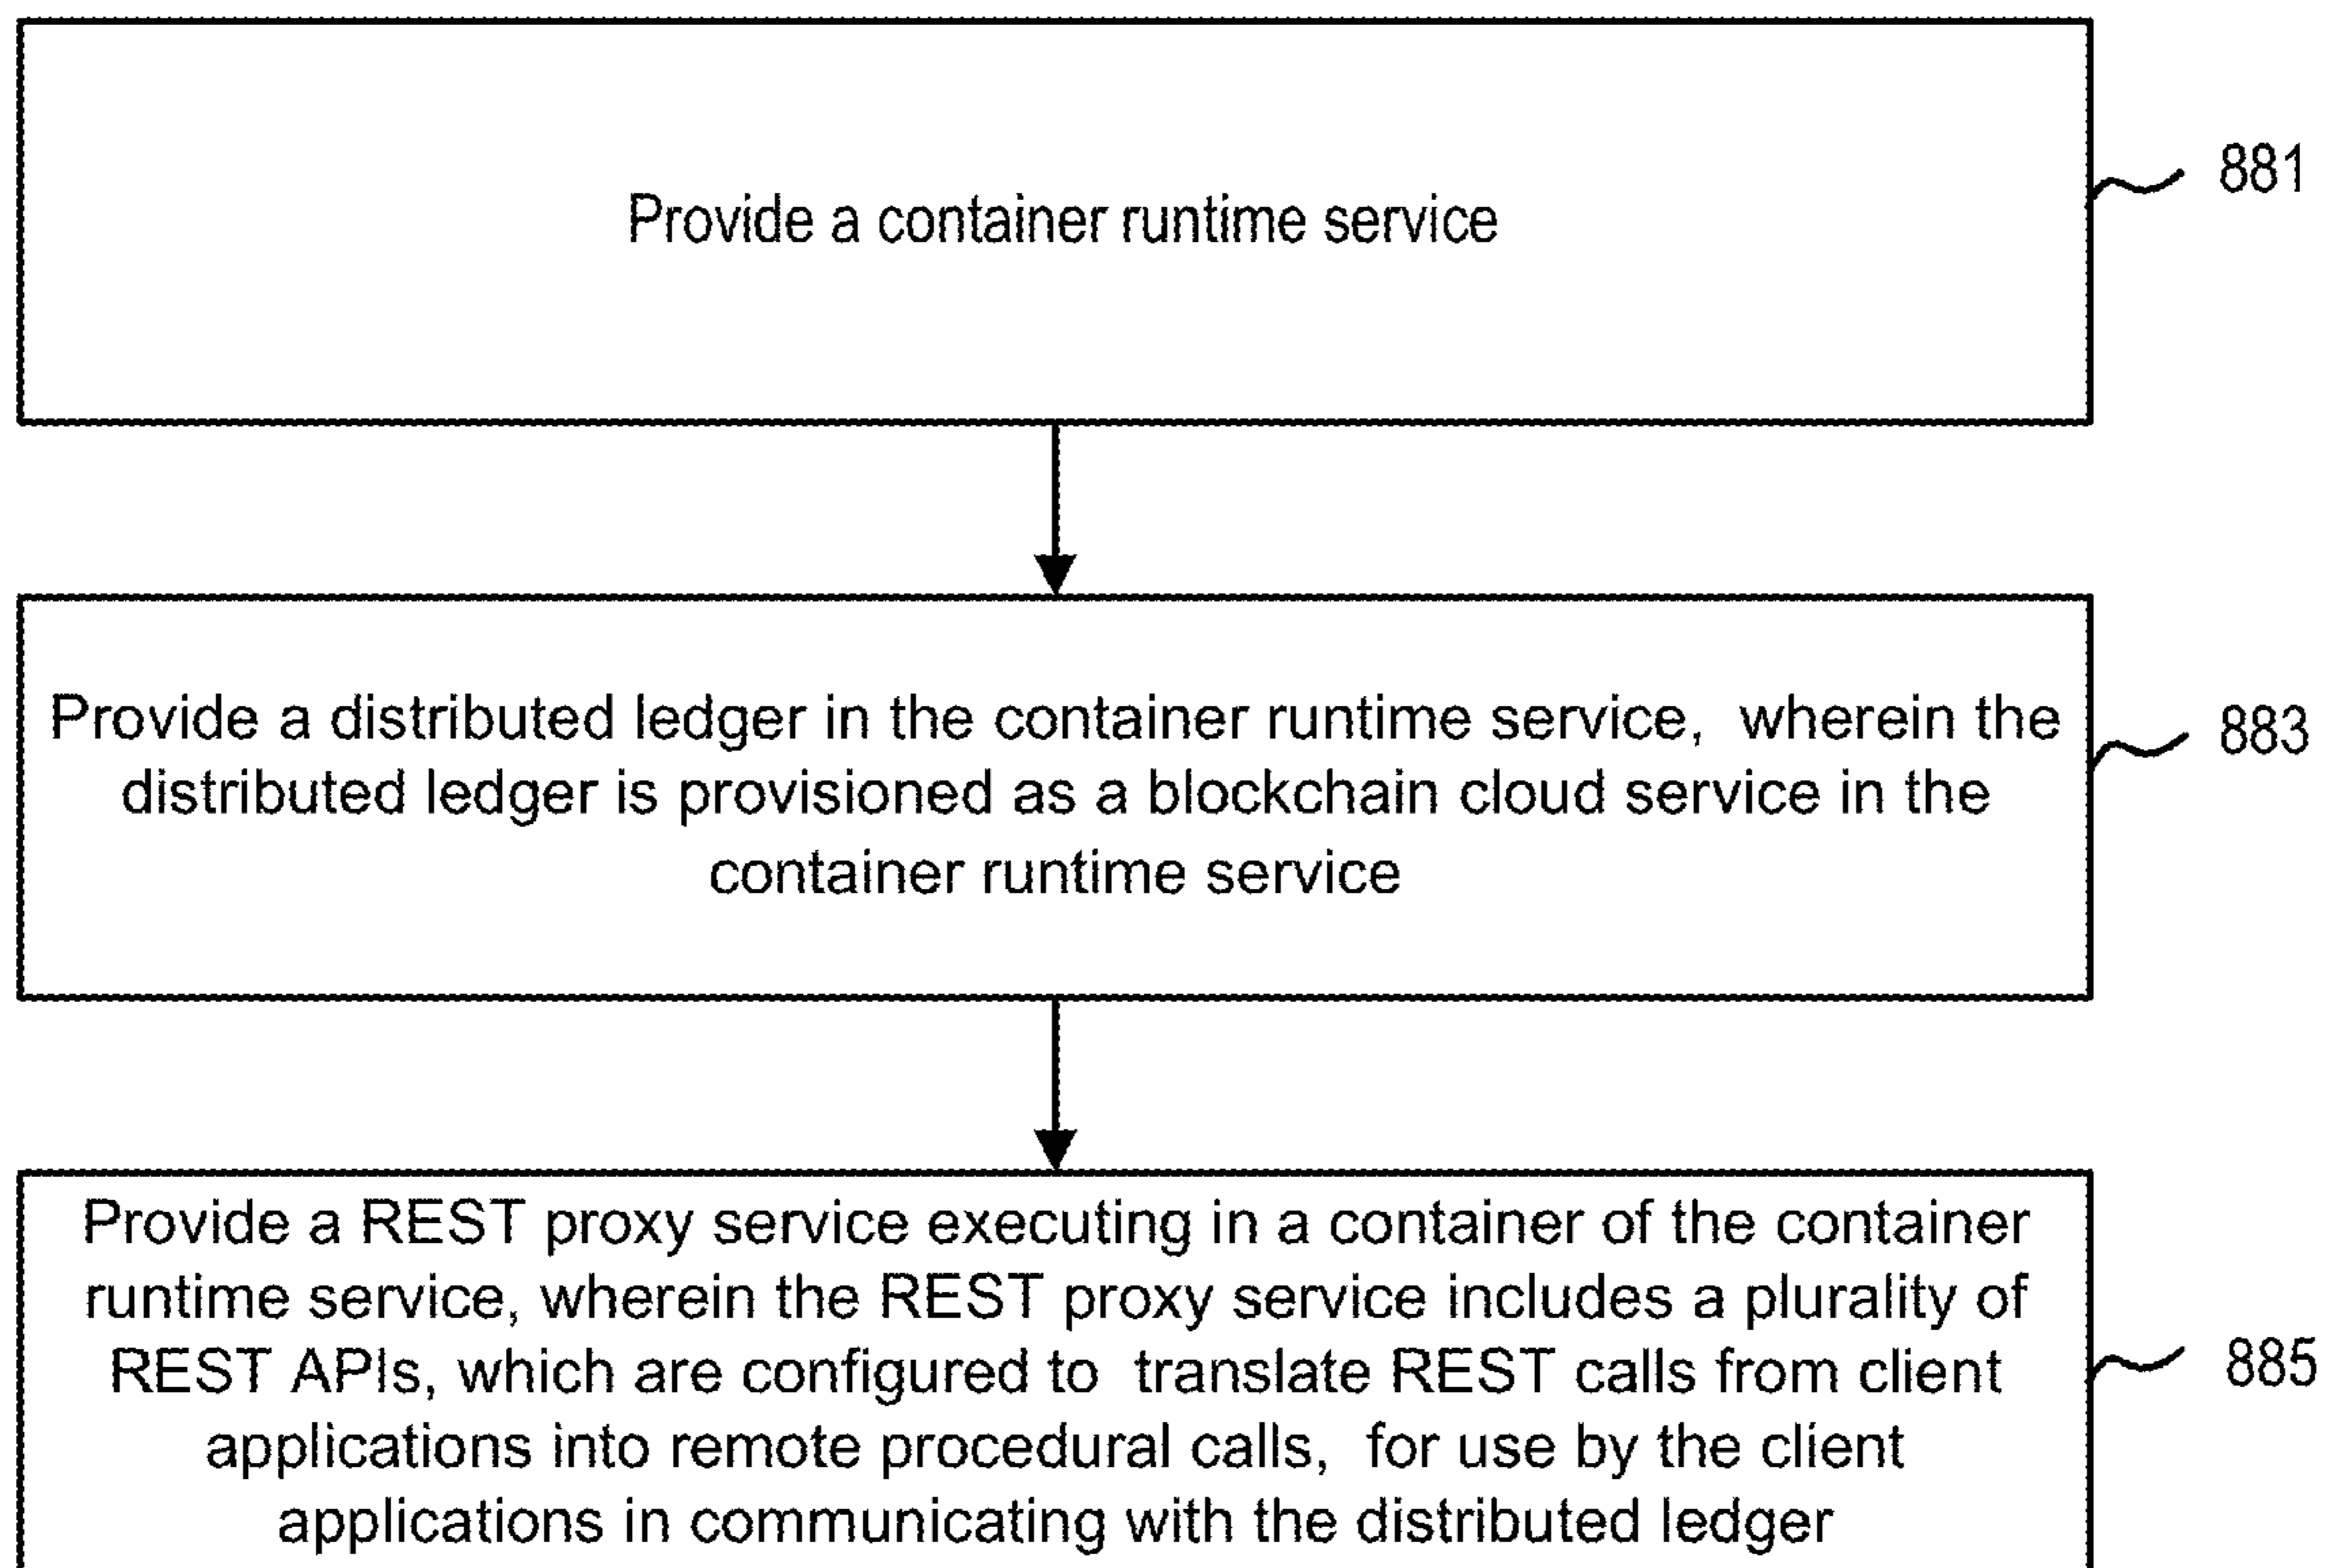 Provide a container runtime service
881
Provide a distributed ledger in the container runtime service, wherein the
distributed ledger is provisioned as a blockchain cloud service in the
container runtime service
883
Provide a REST proxy service executing in a container of the container
runtime service, wherein the REST proxy service includes a plurality of
REST APIs, which are configured to translate REST calls from client
applications into remote procedural calls, for use by the client
applications in communicating with the distributed ledger
885